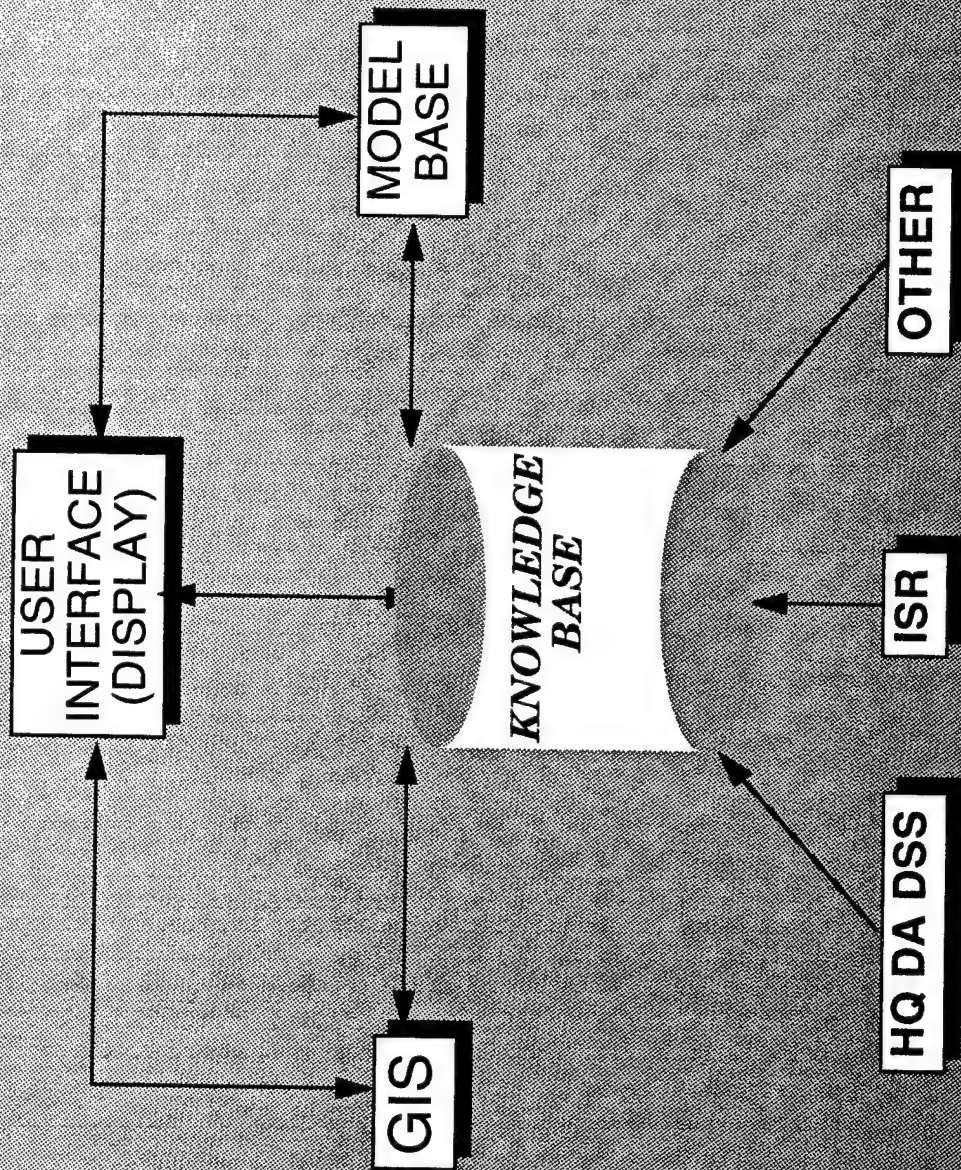 USER
INTERFACE
(DISPLAY)
GIS
MODEL
BASE
KNOWLEDGE
BASE
HQ DA DSS
ISR
OTHER